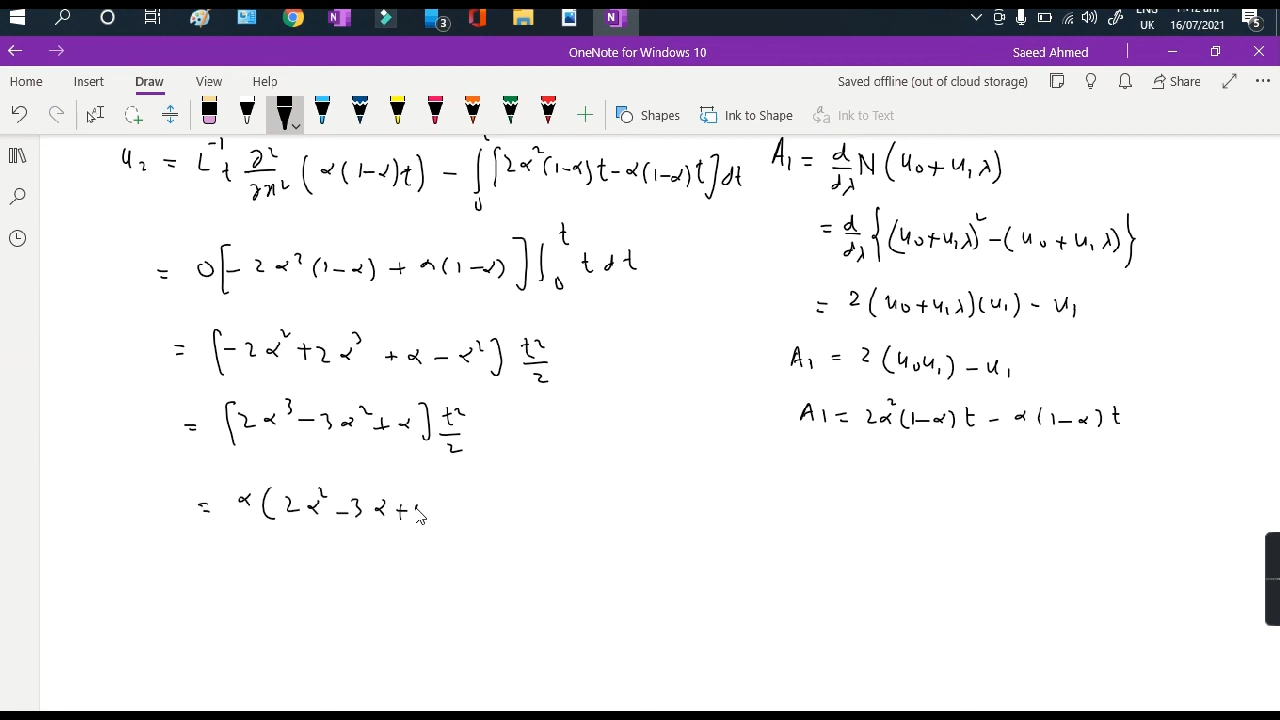 3
ENG
UK
16/07/2021
5
OneNote for Windows 10
Saeed Ahmed
Home Insert Draw View Help
Saved offline (out of cloud storage)
Share
Shapes
Ink to Shape
Ink to Text
u₂ = L⁻¹t ∂²/∂x² (α(1-α)t) - ∫₀ [2α²(1-α)t-α(1-α)t]dt
= 0[-2α²(1-α) + α(1-α)]|₀ᵗ t dt
= [-2α² + 2α³ + α - α²] t²/2
= [2α³ - 3α² + α] t²/2
= α(2α² - 3α +
A₁ = d/dλ N(u₀ + u₁λ)
= d/dλ {(u₀+u₁λ)² - (u₀ + u₁λ)}
= 2(u₀+u₁λ)(u₁) - u₁
A₁ = 2(u₀u₁) - u₁
A1 = 2α²(1-α)t - α(1-α)t